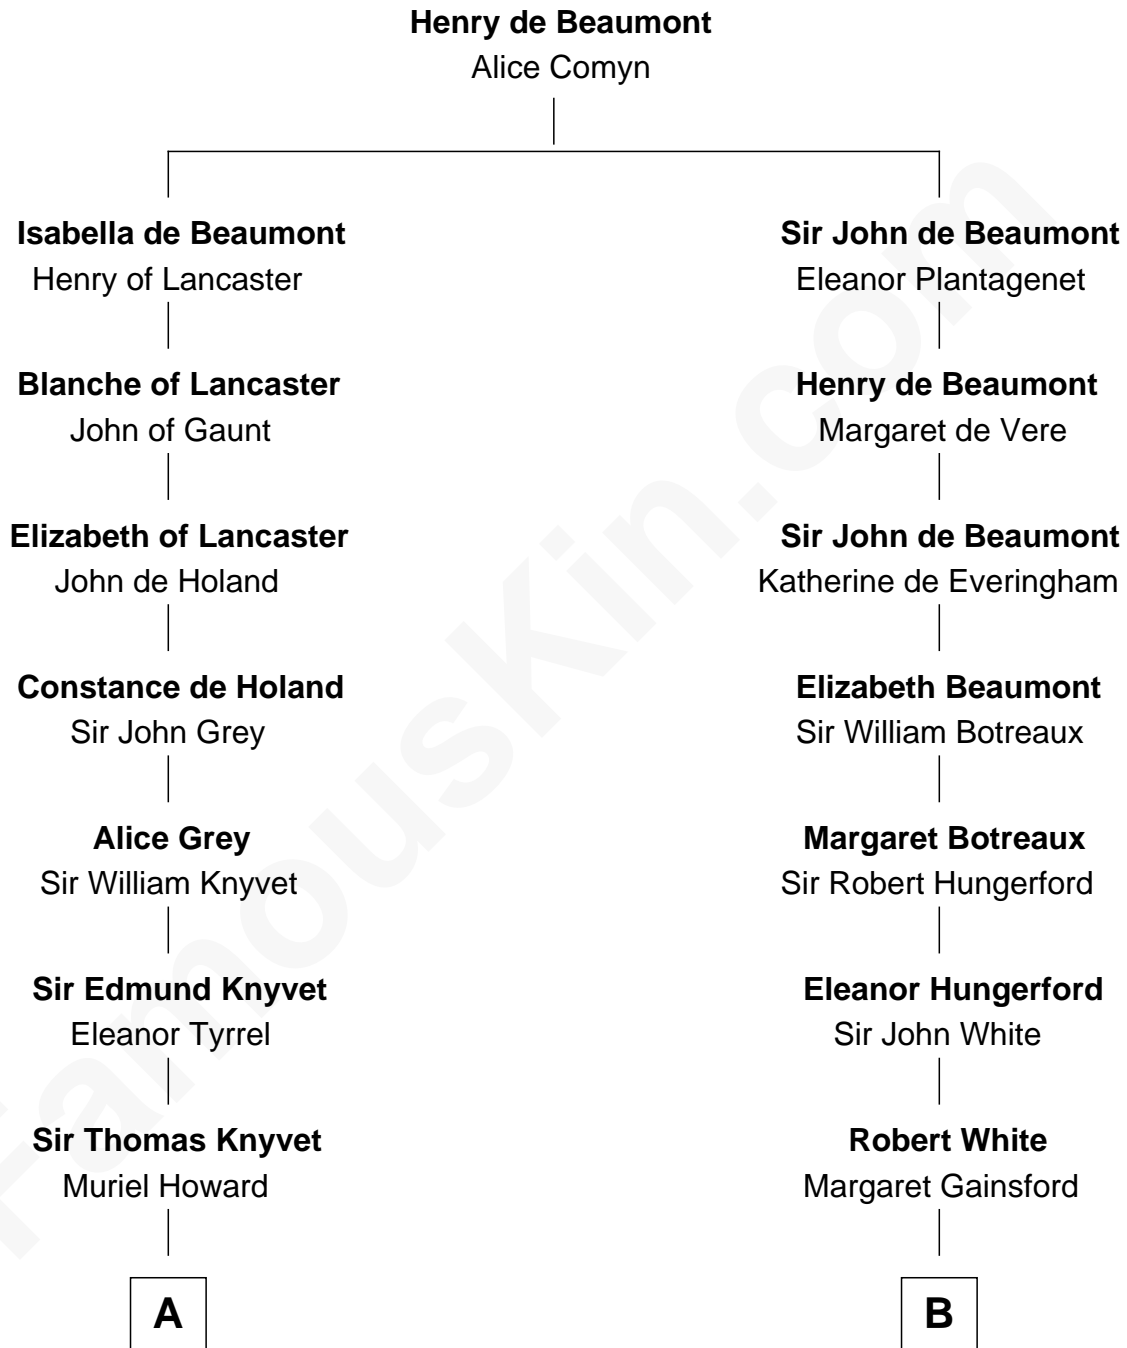 Henry de Beaumont
Alice Comyn
Isabella de Beaumont
Henry of Lancaster
Sir John de Beaumont
Eleanor Plantagenet
Blanche of Lancaster
John of Gaunt
Henry de Beaumont
Margaret de Vere
Elizabeth of Lancaster
John de Holand
Sir John de Beaumont
Katherine de Everingham
Constance de Holand
Sir John Grey
Elizabeth Beaumont
Sir William Botreaux
Alice Grey
Sir William Knyvet
Margaret Botreaux
Sir Robert Hungerford
Sir Edmund Knyvet
Eleanor Tyrrel
Eleanor Hungerford
Sir John White
Sir Thomas Knyvet
Muriel Howard
Robert White
Margaret Gainsford
A
B
FamousKin.com